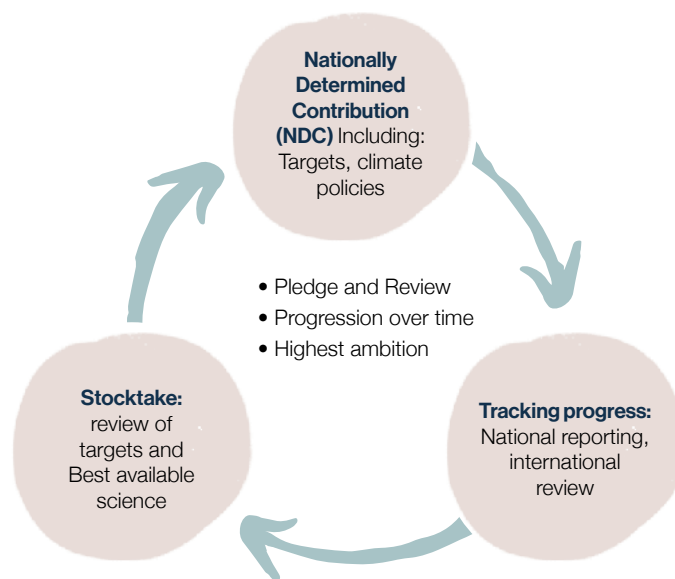 Nationally
Determined
Contribution
(NDC) Including:
Targets, climate
policies
• Pledge and Review
• Progression over time
• Highest ambition
Stocktake:
review of
targets and
Best available
science
Tracking progress:
National reporting,
international
review